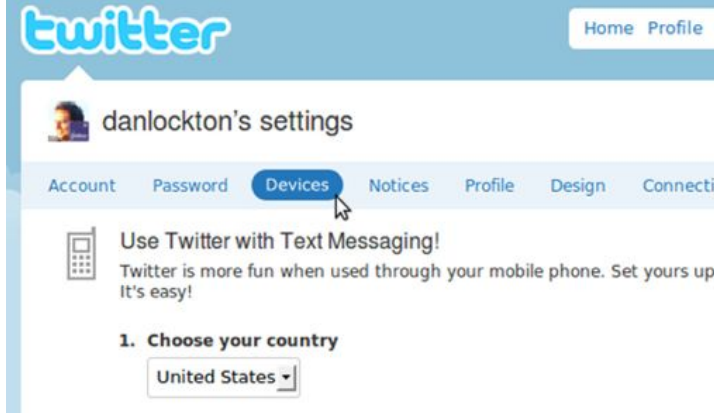 twitter
Home Profile
danlockton's settings
Account Password Devices Notices Profile Design Connecti
Use Twitter with Text Messaging!
Twitter is more fun when used through your mobile phone. Set yours up
It's easy!
1. Choose your country
United States